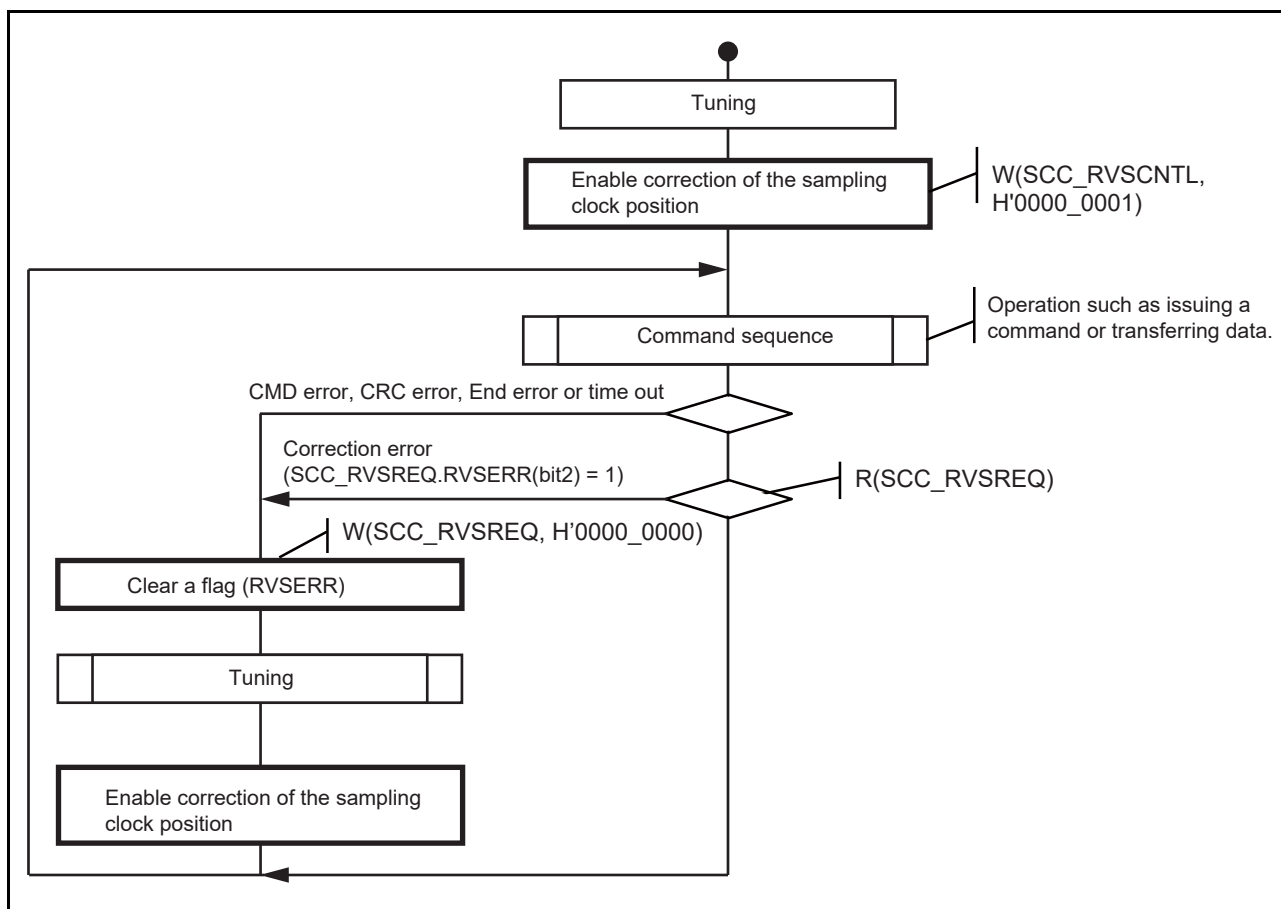 Tuning
Enable correction of the sampling
clock position
W(SCC_RVSCNTL,
H'0000_0001)
Command sequence
Operation such as issuing a
command or transferring data.
CMD error, CRC error, End error or time out
Correction error
(SCC_RVSREQ.RVSERR(bit2) = 1)
R(SCC_RVSREQ)
W(SCC_RVSREQ, H’0000_0000)
Clear a flag (RVSERR)
Tuning
Enable correction of the sampling
clock position